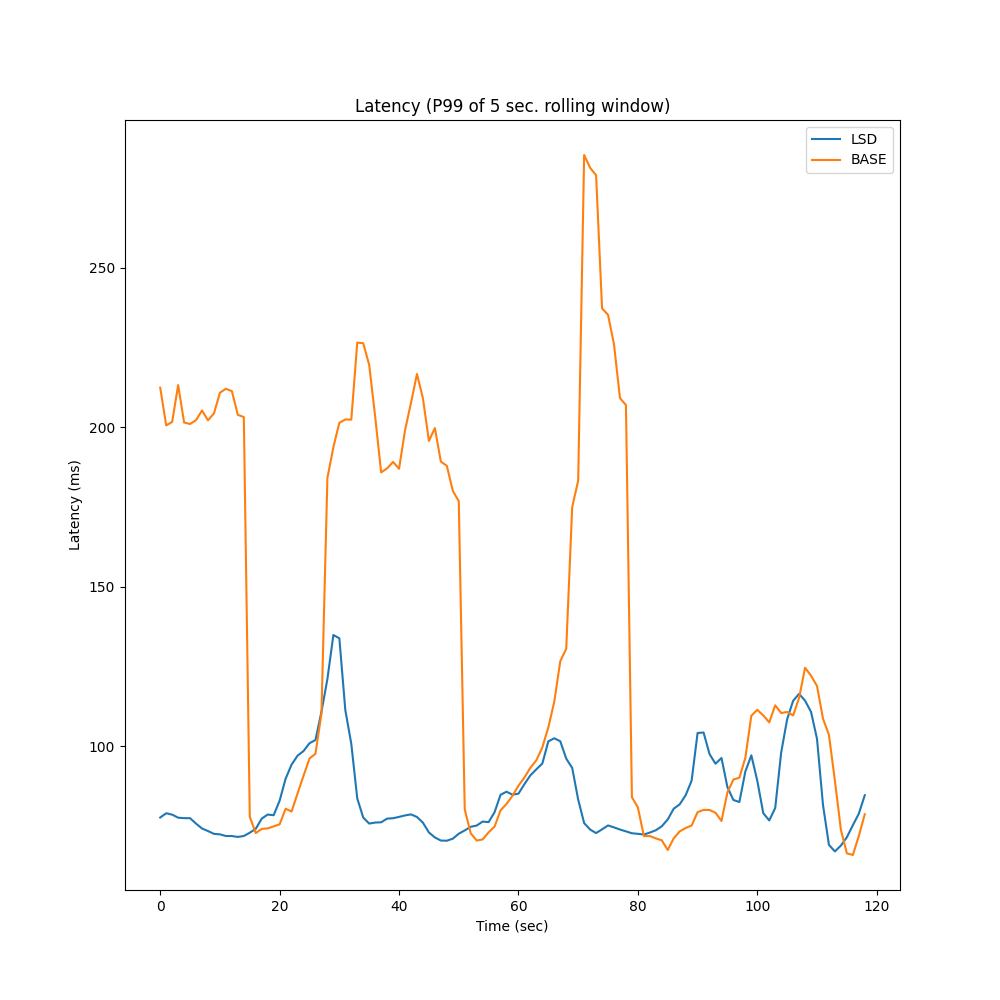 Latency (P99 of 5 sec. rolling window)
LSD
BASE
Latency (ms)
250
200
150
100
0 20 40 60 80 100 120
Time (sec)